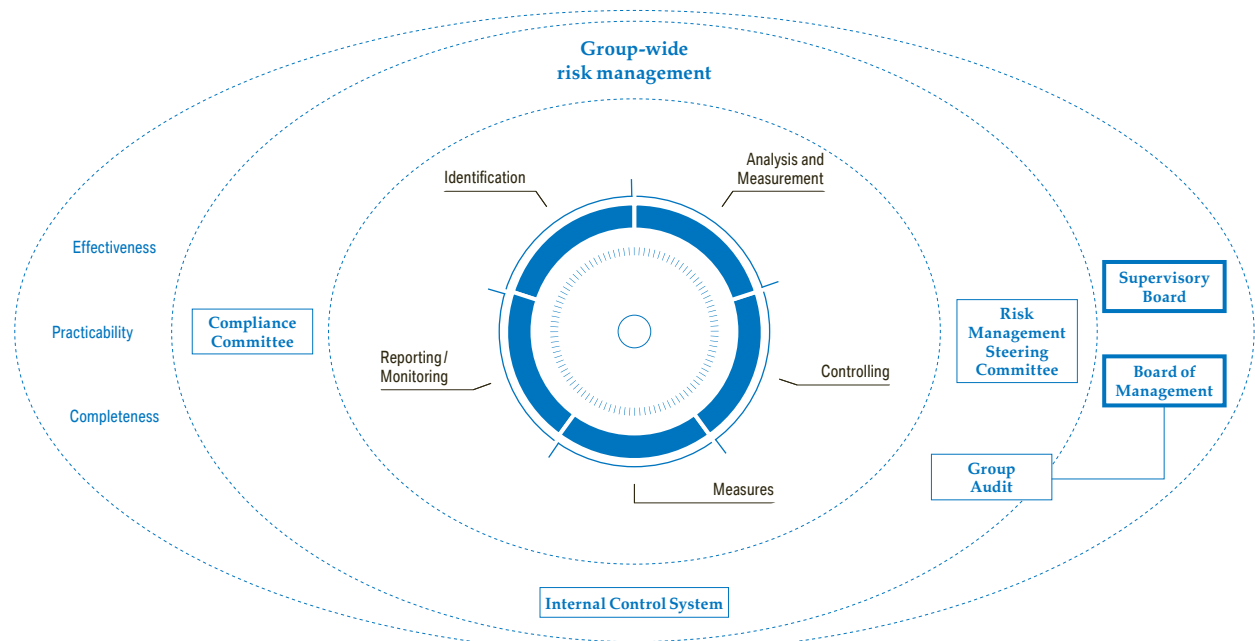 Group-wide
risk management
Identification
Analysis and
Measurement
Effectiveness
Practicability
Completeness
Compliance
Committee
Reporting /
Monitoring
Controlling
Measures
Risk
Management
Steering
Committee
Supervisory
Board
Board of
Management
Group
Audit
Internal Control System